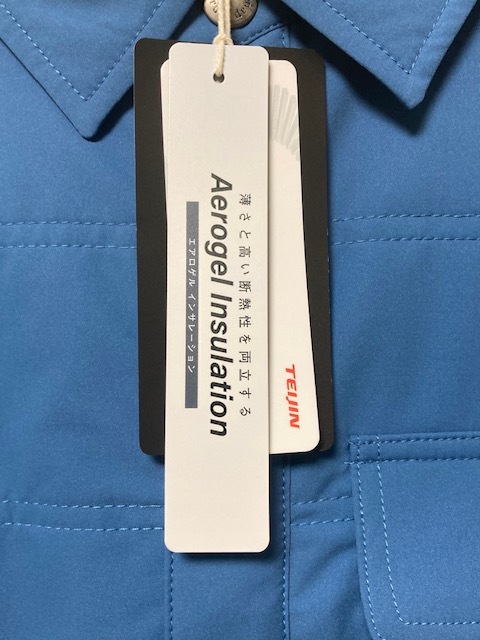 薄さと高い断熱性を両立する
Aerogel Insulation
エアロゲル インサレーション
TEIJIN